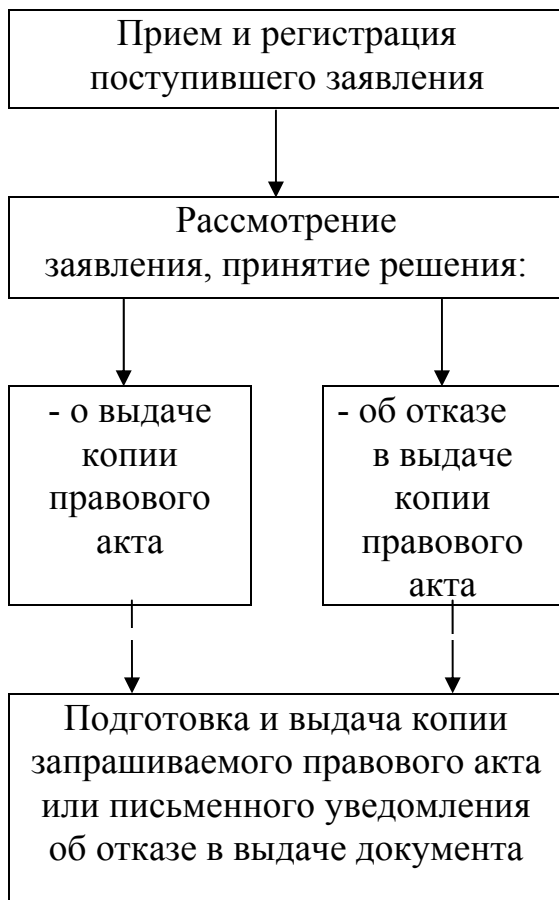 Прием и регистрация
поступившего заявления
Рассмотрение
заявления, принятие решения:
- о выдаче
копии
правового
акта
- об отказе
в выдаче
копии
правового
акта
Подготовка и выдача копии
запрашиваемого правового акта
или письменного уведомления
об отказе в выдаче документа